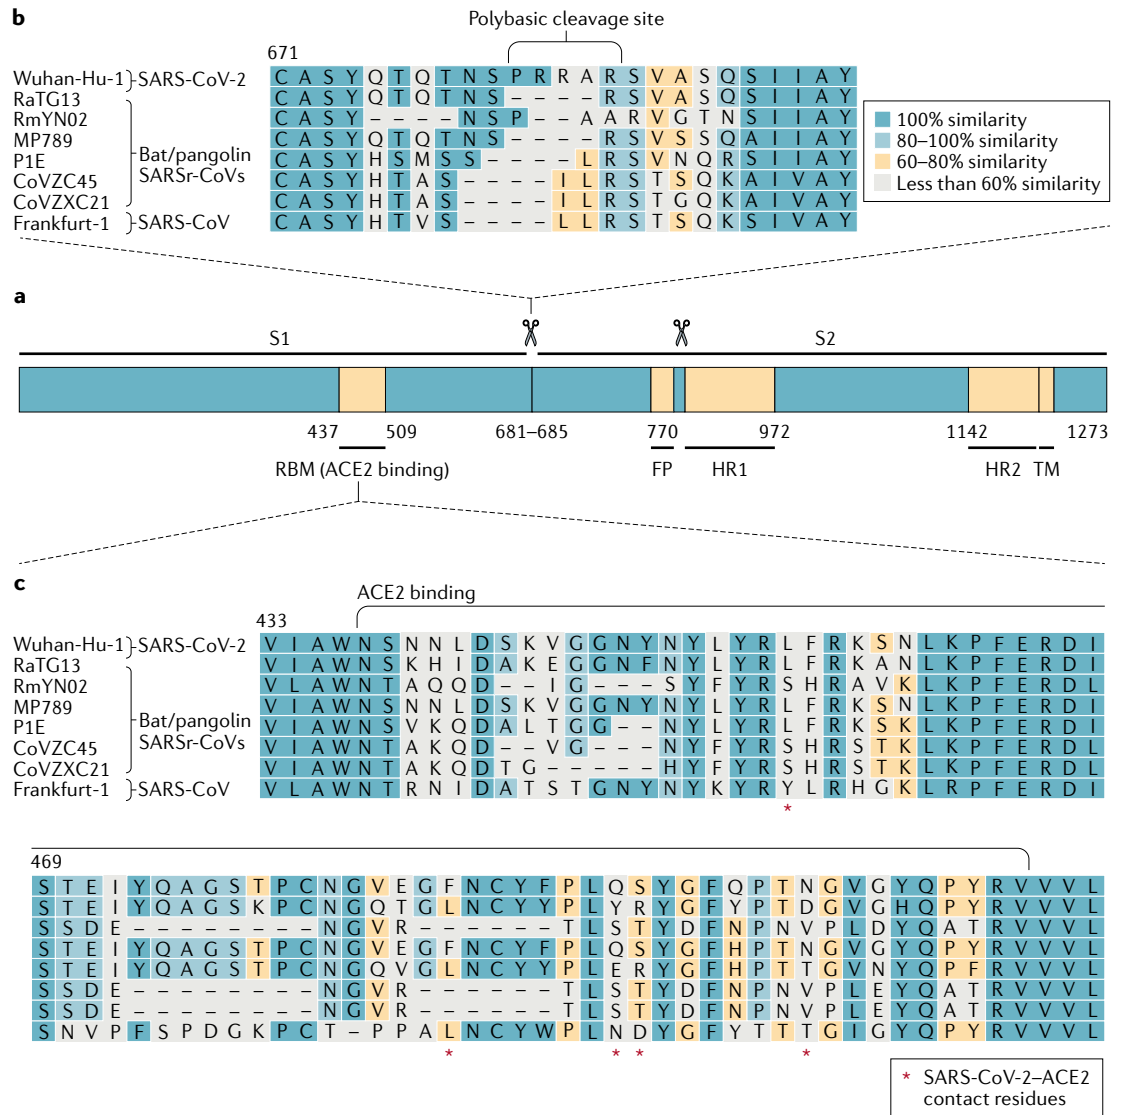 b
Polybasic cleavage site
671
Wuhan-Hu-1 SARS-CoV-2 C A S Y Q T Q T N S P R R A R S V A S Q S I I A Y
RaTG13 C A S Y Q T Q T N S - - - - R S V A S Q S I I A Y
RmYN02 C A S Y - - - - N S P - - A A R V G T N S I I A Y
MP789 C A S Y Q T Q T N S - - - - R S V S S Q A I I A Y
P1E C A S Y H S M S S - - - - L R S V N Q R S I I A Y
CoVZC45 C A S Y H T A S - - - - I L R S T S Q K A I V A Y
CoVZXC21 C A S Y H T A S - - - - I L R S T G Q K A I V A Y
Frankfurt-1 SARS-CoV C A S Y H T V S - - - - L L R S T S Q K S I V A Y
Bat/pangolin
SARSr-CoVs
100% similarity
80–100% similarity
60–80% similarity
Less than 60% similarity
a
S1 S2
437 509 681–685 770 972 1142 1273
RBM (ACE2 binding) FP HR1 HR2 TM
c
ACE2 binding
433
Wuhan-Hu-1 SARS-CoV-2 V I A W N S N N L D S K V G G N Y N Y L Y R L F R K S N L K P F E R D I
RaTG13 V I A W N S K H I D A K E G G N F N Y L Y R L F R K A N L K P F E R D I
RmYN02 V L A W N T A Q Q D - - I G - - - S Y F Y R S H R A V K L K P F E R D L
MP789 V I A W N S N N L D S K V G G N Y N Y L Y R L F R K S N L K P F E R D I
P1E V I A W N S V K Q D A L T G G - - N Y L Y R L F R K S K L K P F E R D I
CoVZC45 V I A W N T A K Q D - - V G - - - N Y F Y R S H R S T K L K P F E R D L
CoVZXC21 V I A W N T A K Q D T G - - - - - H Y F Y R S H R S T K L K P F E R D L
Frankfurt-1 SARS-CoV V L A W N T R N I D A T S T G N Y N Y K Y R Y L R H G K L R P F E R D I
Bat/pangolin
SARSr-CoVs
*
469
S T E I Y Q A G S T P C N G V E G F N C Y F P L Q S Y G F Q P T N G V G Y Q P Y R V V V L
S T E I Y Q A G S K P C N G Q T G L N C Y Y P L Y R Y G F Y P T D G V G H Q P Y R V V V L
S S D E - - - - - - - - N G V R - - - - - - T L S T Y D F N P N V P L D Y Q A T R V V V L
S T E I Y Q A G S T P C N G V E G F N C Y F P L Q S Y G F H P T N G V G Y Q P Y R V V V L
S T E I Y Q A G S T P C N G Q V G L N C Y Y P L E R Y G F H P T T G V N Y Q P F R V V V L
S S D E - - - - - - - - N G V R - - - - - - T L S T Y D F N P N V P L E Y Q A T R V V V L
S S D E - - - - - - - - N G V R - - - - - - T L S T Y D F N P N V P L E Y Q A T R V V V L
S N V P F S P D G K P C T - P P A L N C Y W P L N D Y G F Y T T T G I G Y Q P Y R V V V L
* * * *
* SARS-CoV-2–ACE2
contact residues